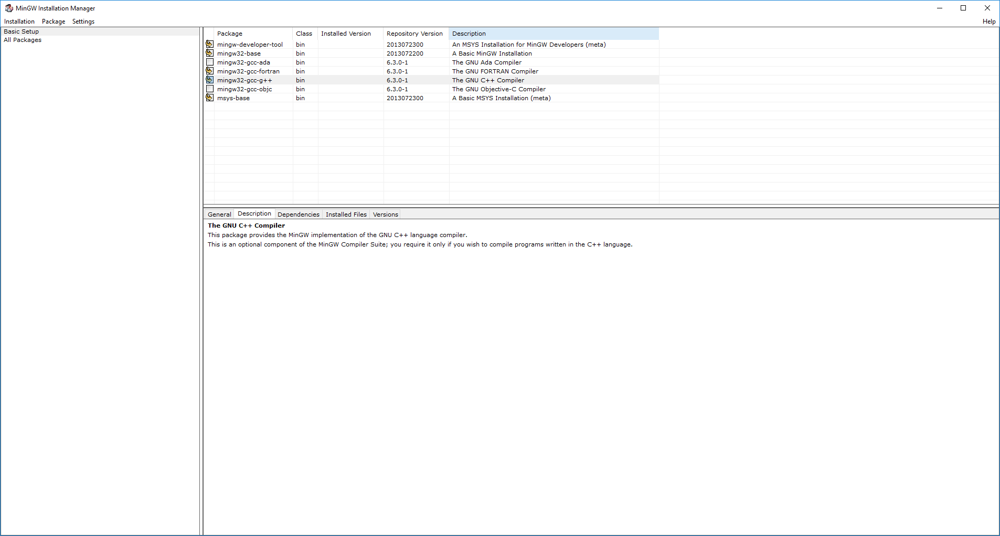 MinGW Installation Manager
Installation Package Settings Help
Basic Setup
All Packages
Package Class Installed Version Repository Version Description
mingw-developer-tool bin 2013072300 An MSYS Installation for MinGW Developers (meta)
mingw32-base bin 2013072200 A Basic MinGW Installation
mingw32-gcc-ada bin 6.3.0-1 The GNU Ada Compiler
mingw32-gcc-fortran bin 6.3.0-1 The GNU FORTRAN Compiler
mingw32-gcc-g++ bin 6.3.0-1 The GNU C++ Compiler
mingw32-gcc-objc bin 6.3.0-1 The GNU Objective-C Compiler
msys-base bin 2013072300 A Basic MSYS Installation (meta)
General Description Dependencies Installed Files Versions
The GNU C++ Compiler
This package provides the MinGW implementation of the GNU C++ language compiler.
This is an optional component of the MinGW Compiler Suite; you require it only if you wish to compile programs written in the C++ language.